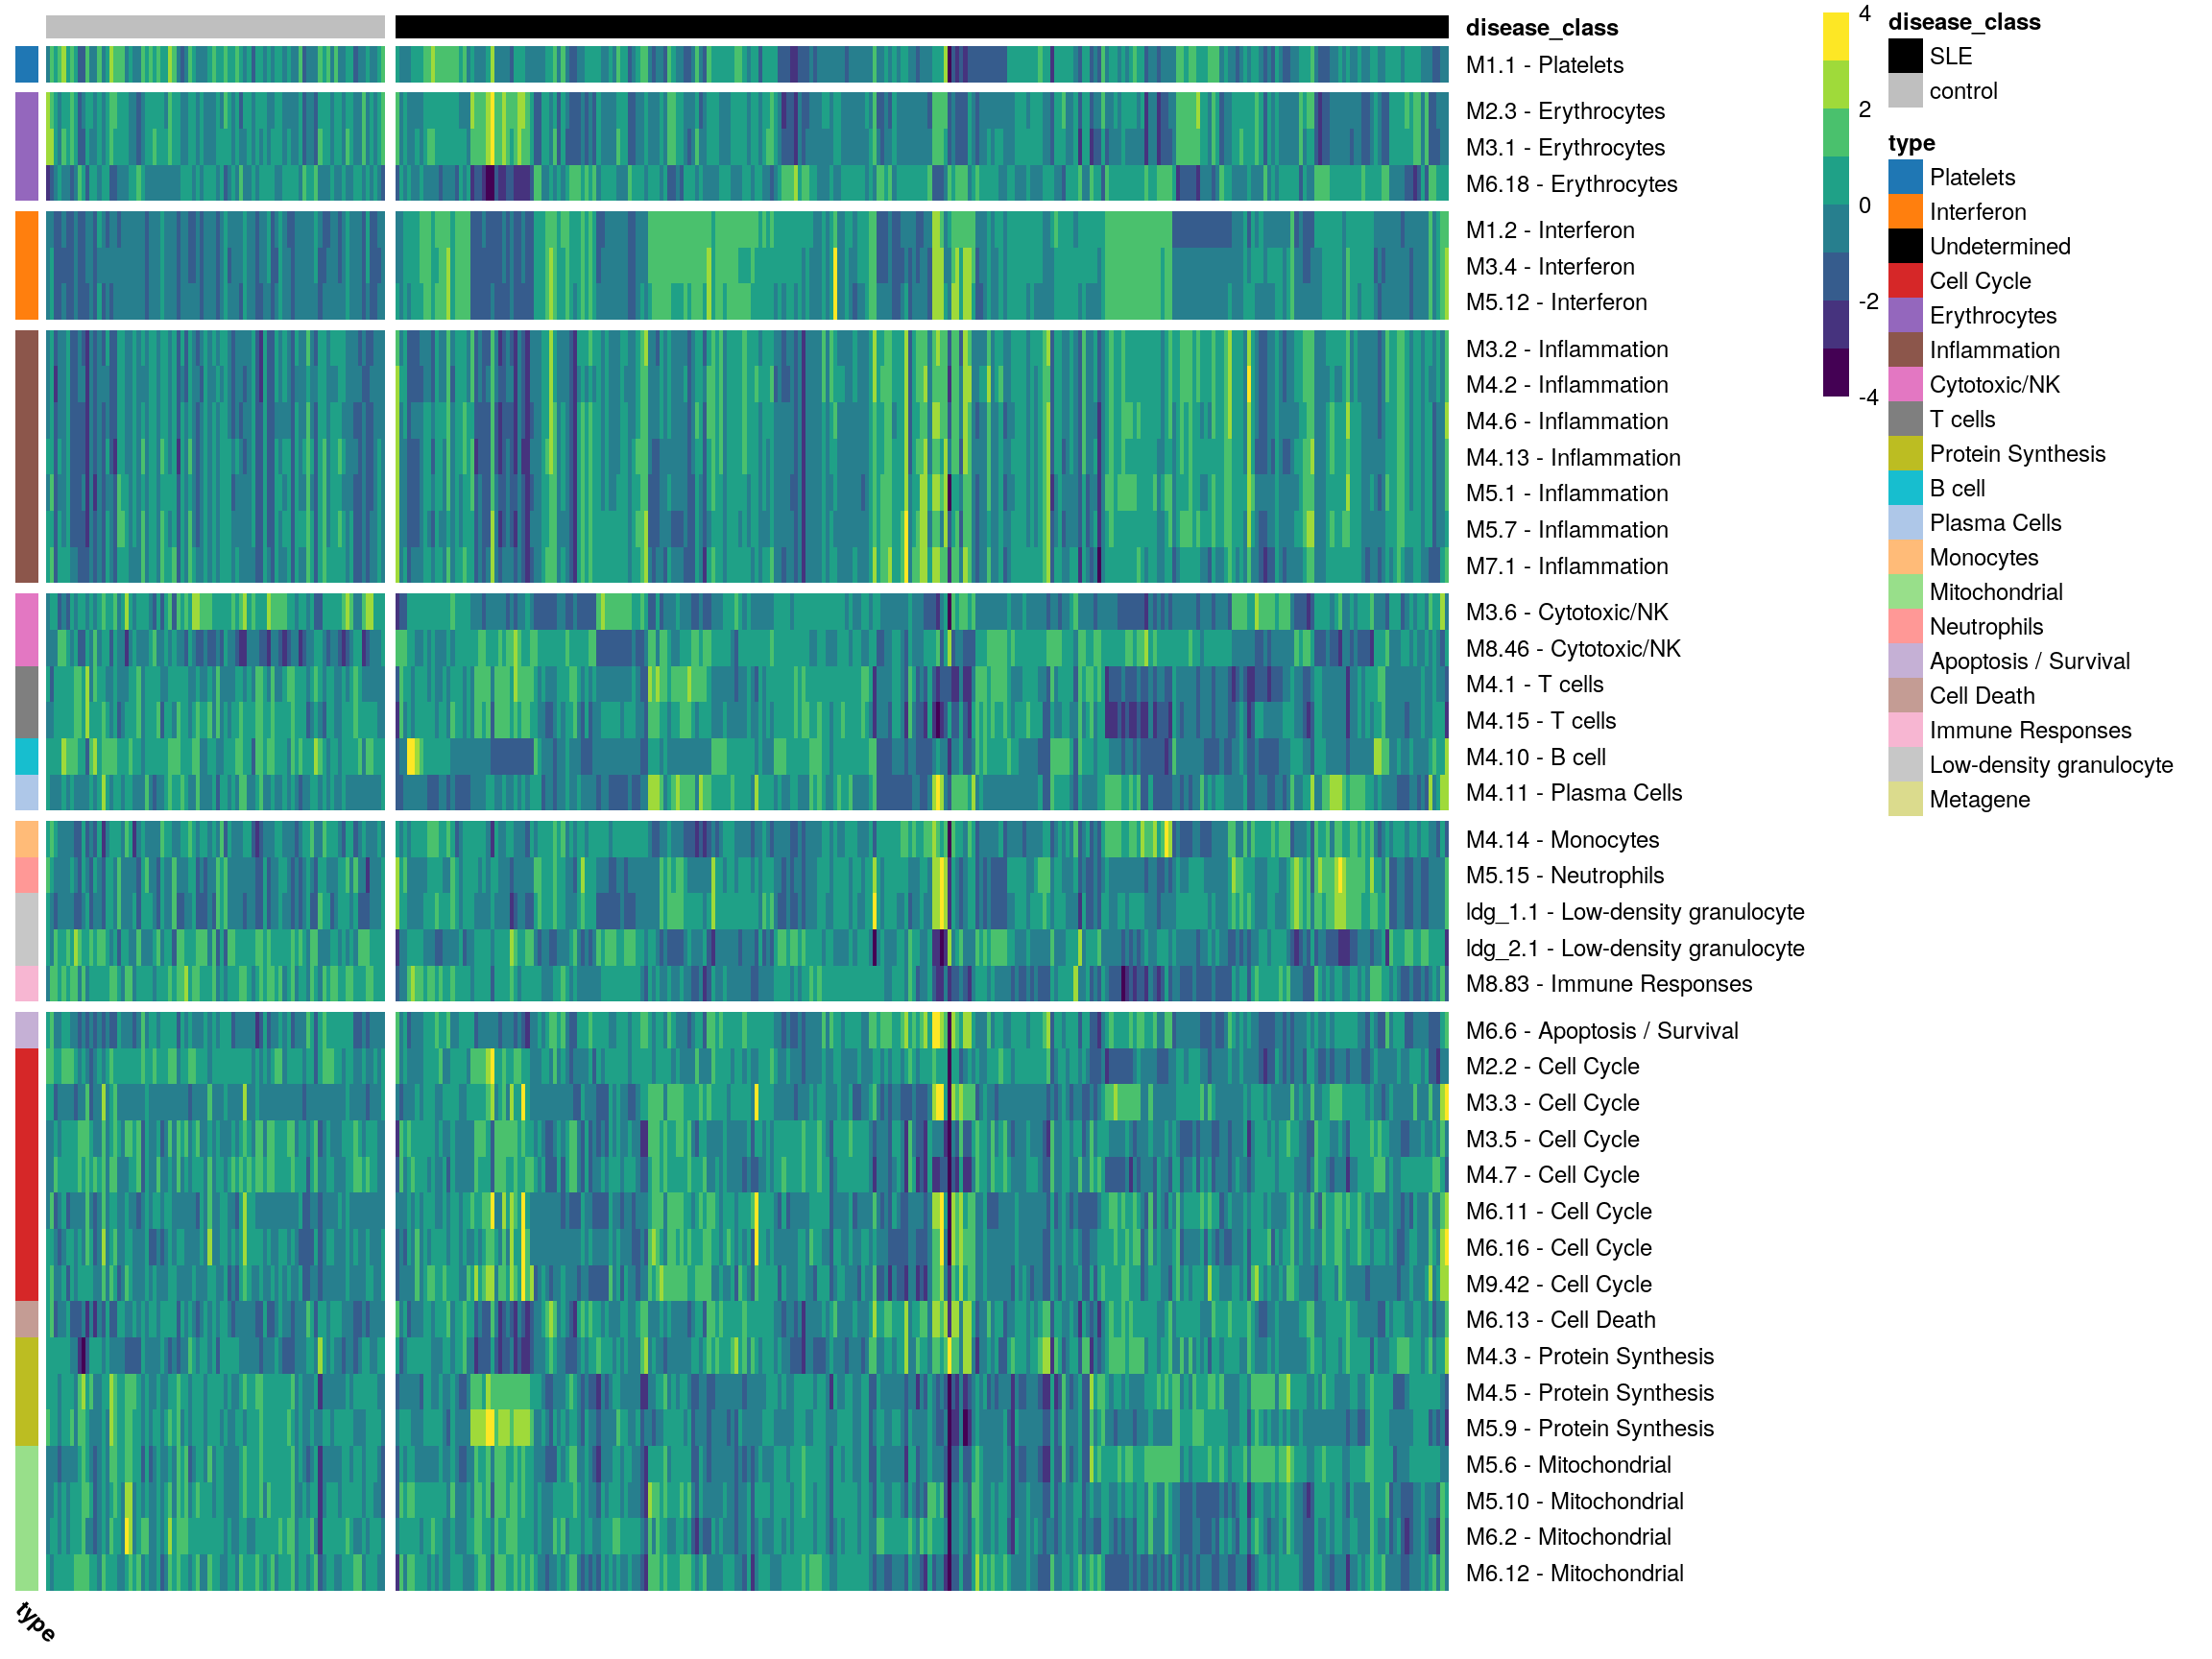 disease_class
M1.1 - Platelets
M2.3 - Erythrocytes
M3.1 - Erythrocytes
M6.18 - Erythrocytes
M1.2 - Interferon
M3.4 - Interferon
M5.12 - Interferon
M3.2 - Inflammation
M4.2 - Inflammation
M4.6 - Inflammation
M4.13 - Inflammation
M5.1 - Inflammation
M5.7 - Inflammation
M7.1 - Inflammation
M3.6 - Cytotoxic/NK
M8.46 - Cytotoxic/NK
M4.1 - T cells
M4.15 - T cells
M4.10 - B cell
M4.11 - Plasma Cells
M4.14 - Monocytes
M5.15 - Neutrophils
ldg_1.1 - Low-density granulocyte
ldg_2.1 - Low-density granulocyte
M8.83 - Immune Responses
M6.6 - Apoptosis / Survival
M2.2 - Cell Cycle
M3.3 - Cell Cycle
M3.5 - Cell Cycle
M4.7 - Cell Cycle
M6.11 - Cell Cycle
M6.16 - Cell Cycle
M9.42 - Cell Cycle
M6.13 - Cell Death
M4.3 - Protein Synthesis
M4.5 - Protein Synthesis
M5.9 - Protein Synthesis
M5.6 - Mitochondrial
M5.10 - Mitochondrial
M6.2 - Mitochondrial
M6.12 - Mitochondrial
type
4
2
0
-2
-4
disease_class
SLE
control
type
Platelets
Interferon
Undetermined
Cell Cycle
Erythrocytes
Inflammation
Cytotoxic/NK
T cells
Protein Synthesis
B cell
Plasma Cells
Monocytes
Mitochondrial
Neutrophils
Apoptosis / Survival
Cell Death
Immune Responses
Low-density granulocyte
Metagene